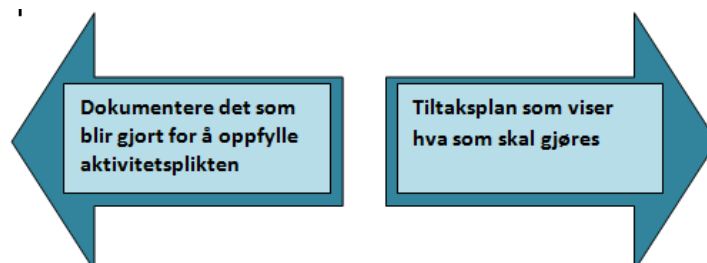 Dokumentere det som
blir gjort for å oppfylle
aktivitetsplikten
Tiltaksplan som viser
hva som skal gjøres